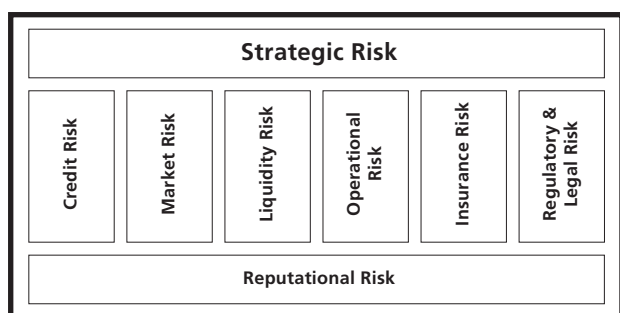 Strategic Risk
Credit Risk
Market Risk
Liquidity Risk
Operational
Risk
Insurance Risk
Regulatory &
Legal Risk
Reputational Risk